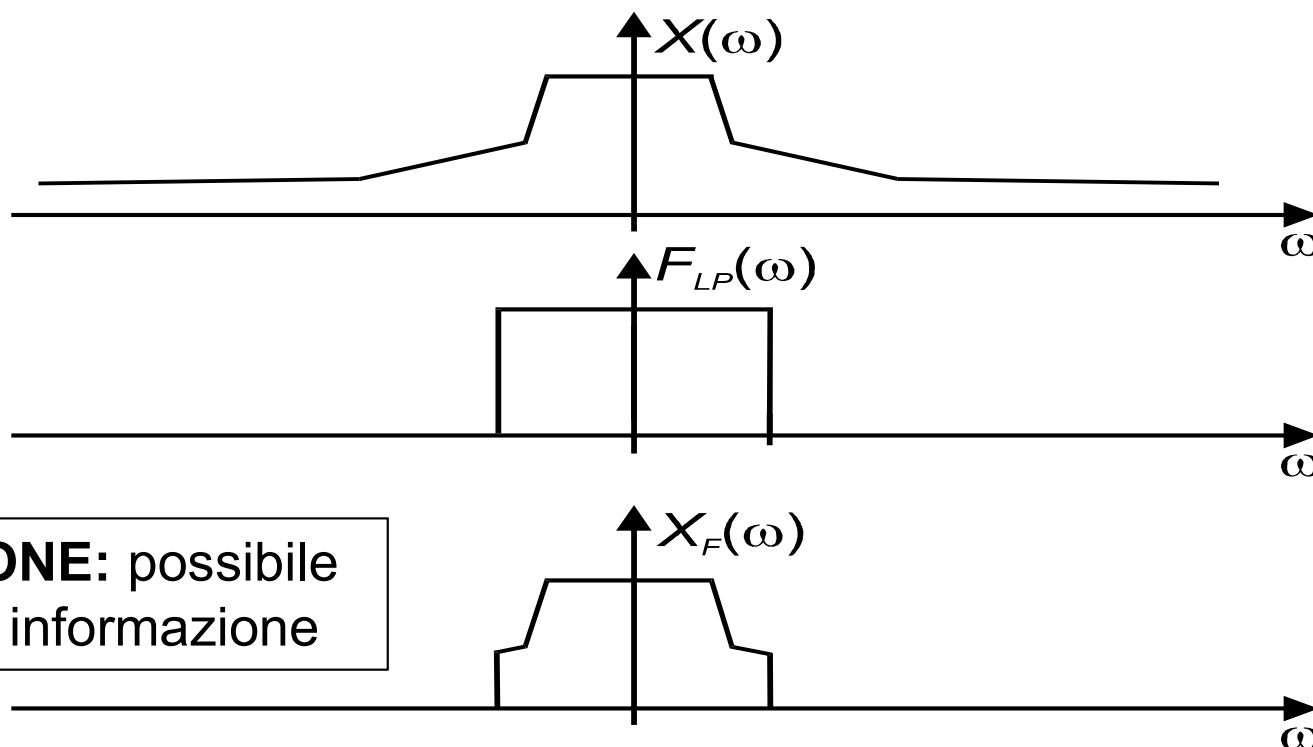 X(ω)
ω
F_LP(ω)
ω
ONE: possibile
informazione
X_F(ω)
ω